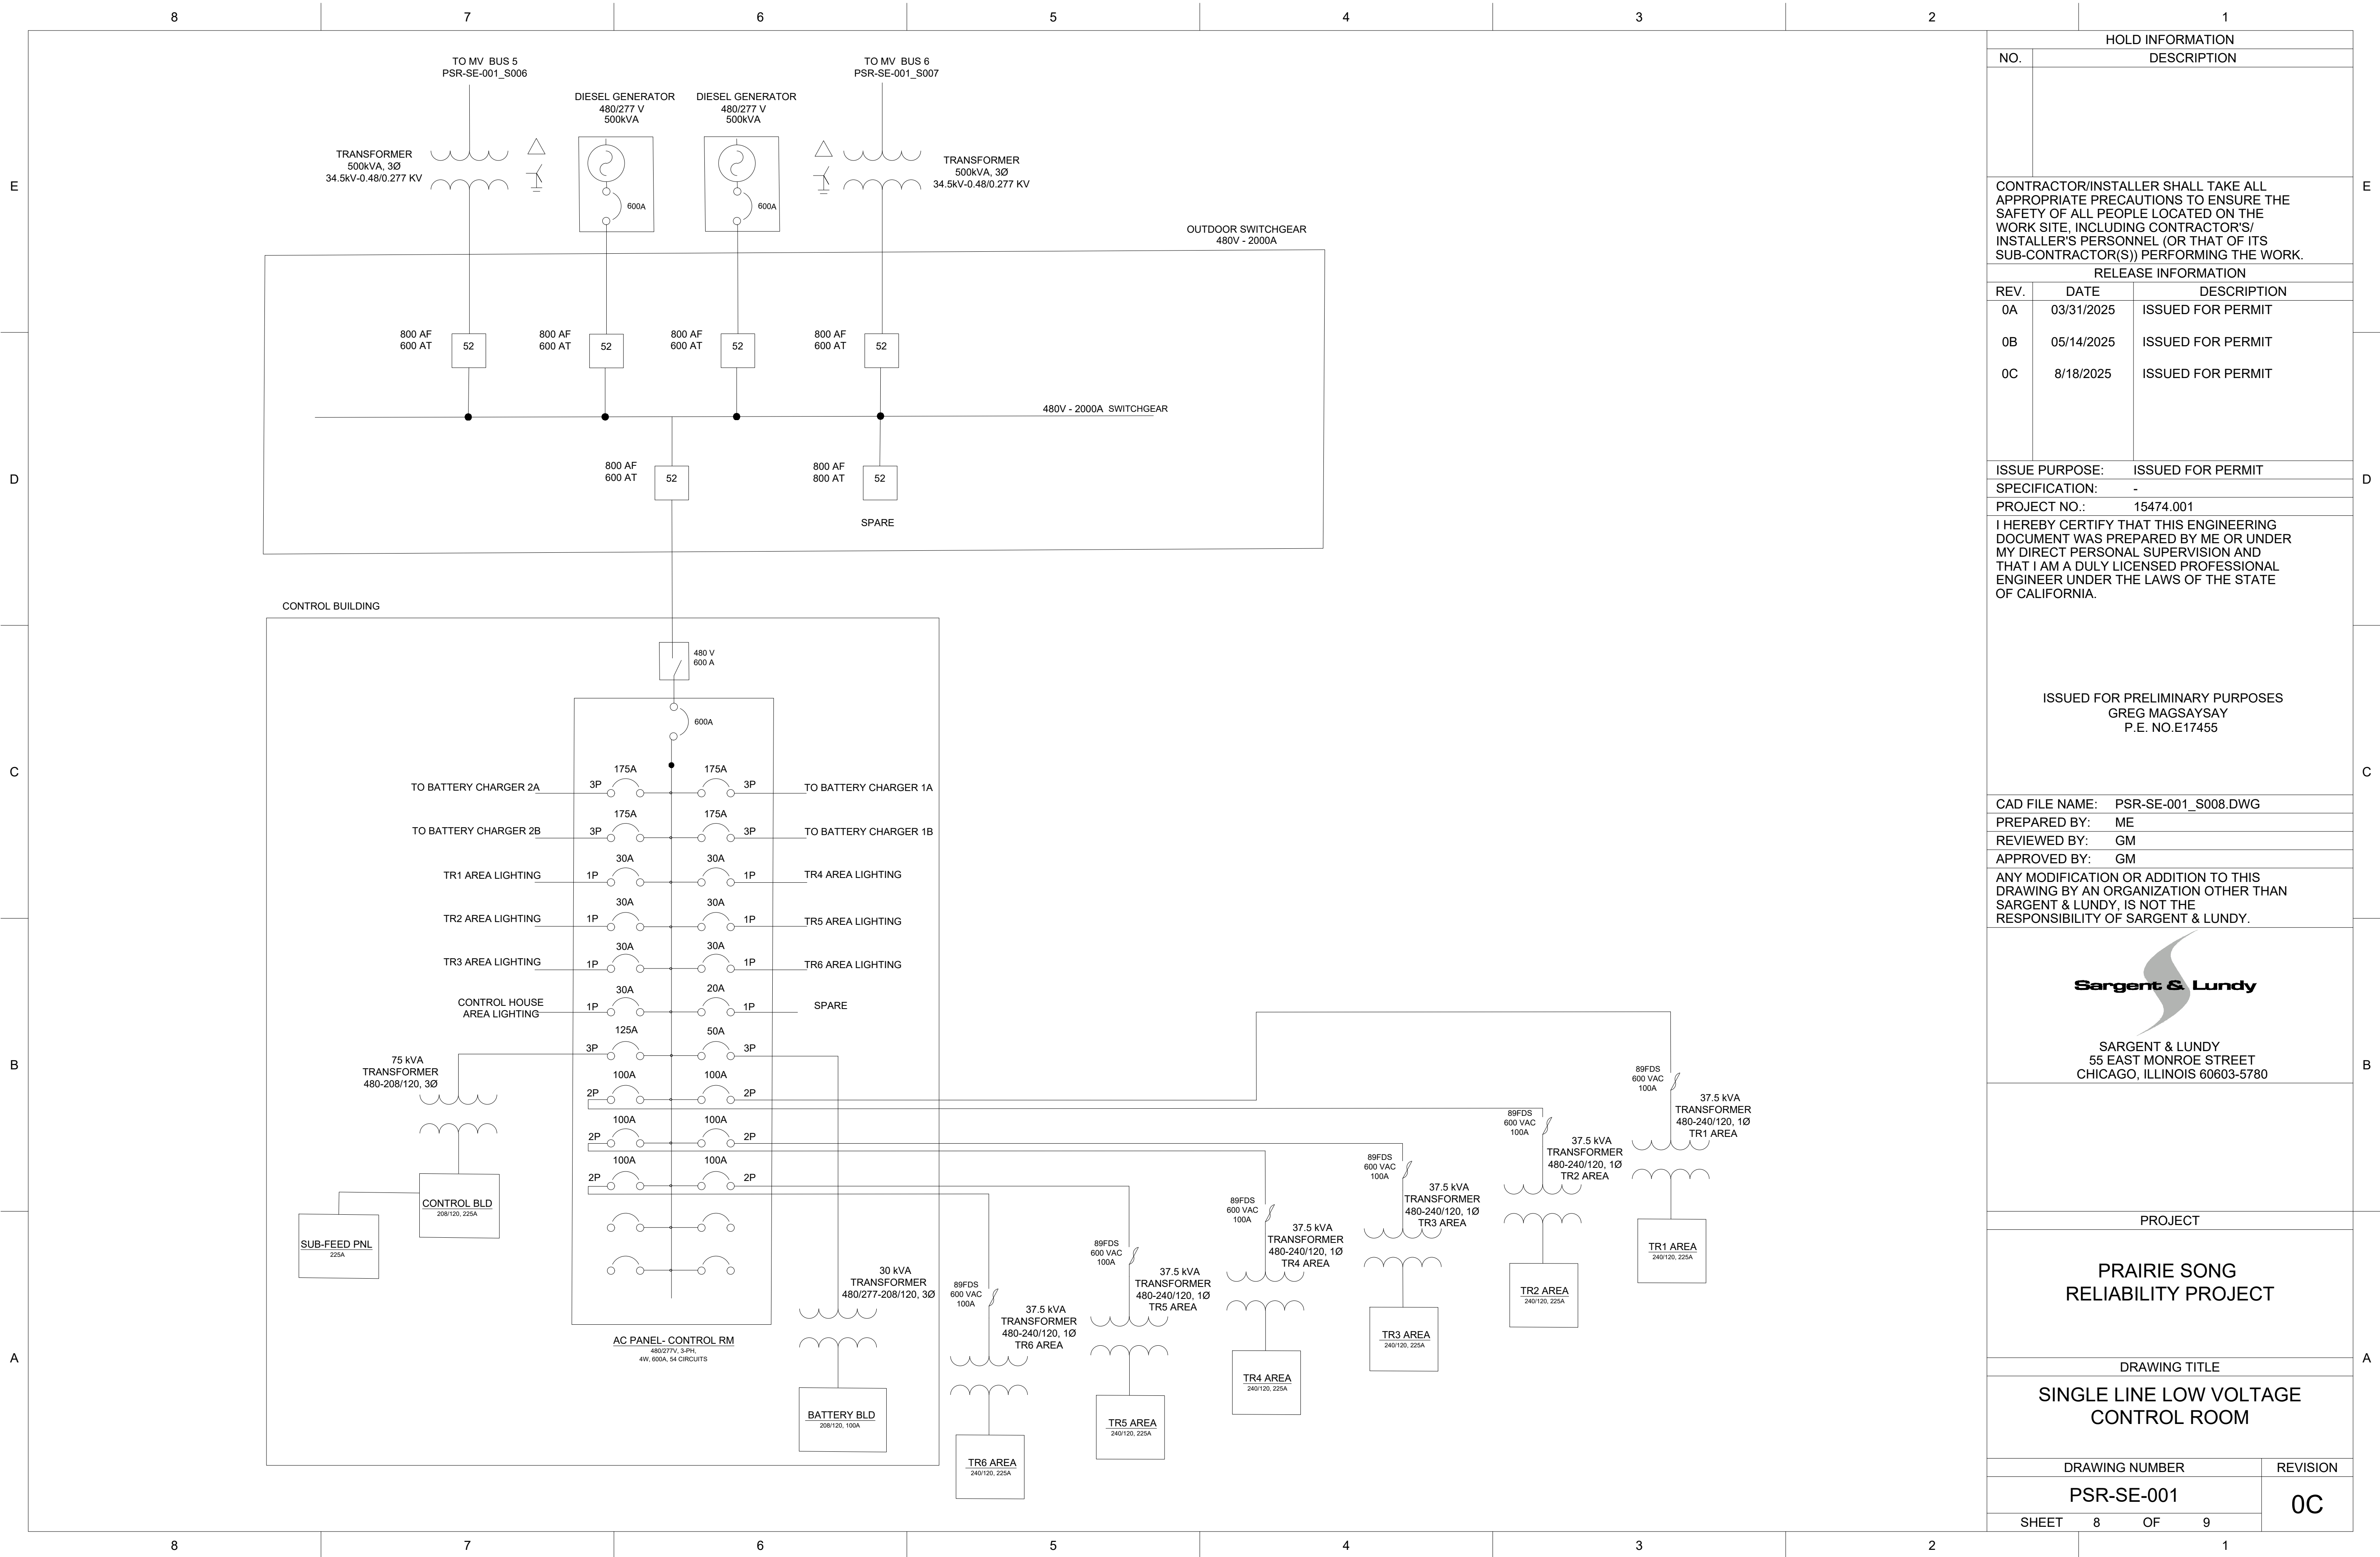 8 7 6 5 4 3 2 1
TO MV BUS 5
PSR-SE-001_S006
TO MV BUS 6
PSR-SE-001_S007
DIESEL GENERATOR
480/277 V
500kVA
DIESEL GENERATOR
480/277 V
500kVA
TRANSFORMER
500kVA, 3Ø
34.5kV-0.48/0.277 KV
TRANSFORMER
500kVA, 3Ø
34.5kV-0.48/0.277 KV
600A
600A
OUTDOOR SWITCHGEAR
480V - 2000A
800 AF
600 AT
52
800 AF
600 AT
52
800 AF
600 AT
52
800 AF
600 AT
52
480V - 2000A SWITCHGEAR
800 AF
600 AT
52
800 AF
800 AT
52
SPARE
CONTROL BUILDING
480 V
600 A
600A
175A 175A
TO BATTERY CHARGER 2A 3P 3P TO BATTERY CHARGER 1A
175A 175A
TO BATTERY CHARGER 2B 3P 3P TO BATTERY CHARGER 1B
30A 30A
TR1 AREA LIGHTING 1P 1P TR4 AREA LIGHTING
30A 30A
TR2 AREA LIGHTING 1P 1P TR5 AREA LIGHTING
30A 30A
TR3 AREA LIGHTING 1P 1P TR6 AREA LIGHTING
30A 20A
CONTROL HOUSE
AREA LIGHTING 1P 1P SPARE
125A 50A
3P 3P
100A 100A
2P 2P
100A 100A
2P 2P
100A 100A
2P 2P
75 kVA
TRANSFORMER
480-208/120, 3Ø
CONTROL BLD
208/120, 225A
SUB-FEED PNL
225A
AC PANEL- CONTROL RM
480/277V, 3-PH,
4W, 600A, 54 CIRCUITS
30 kVA
TRANSFORMER
480/277-208/120, 3Ø
BATTERY BLD
208/120, 100A
89FDS
600 VAC
100A
37.5 kVA
TRANSFORMER
480-240/120, 1Ø
TR6 AREA
TR6 AREA
240/120, 225A
89FDS
600 VAC
100A
37.5 kVA
TRANSFORMER
480-240/120, 1Ø
TR5 AREA
TR5 AREA
240/120, 225A
89FDS
600 VAC
100A
37.5 kVA
TRANSFORMER
480-240/120, 1Ø
TR4 AREA
TR4 AREA
240/120, 225A
89FDS
600 VAC
100A
37.5 kVA
TRANSFORMER
480-240/120, 1Ø
TR3 AREA
TR3 AREA
240/120, 225A
89FDS
600 VAC
100A
37.5 kVA
TRANSFORMER
480-240/120, 1Ø
TR2 AREA
TR2 AREA
240/120, 225A
89FDS
600 VAC
100A
37.5 kVA
TRANSFORMER
480-240/120, 1Ø
TR1 AREA
TR1 AREA
240/120, 225A
E
D
C
B
A
HOLD INFORMATION
NO. DESCRIPTION
CONTRACTOR/INSTALLER SHALL TAKE ALL
APPROPRIATE PRECAUTIONS TO ENSURE THE
SAFETY OF ALL PEOPLE LOCATED ON THE
WORK SITE, INCLUDING CONTRACTOR'S/
INSTALLER'S PERSONNEL (OR THAT OF ITS
SUB-CONTRACTOR(S)) PERFORMING THE WORK.
RELEASE INFORMATION
REV. DATE DESCRIPTION
0A 03/31/2025 ISSUED FOR PERMIT
0B 05/14/2025 ISSUED FOR PERMIT
0C 8/18/2025 ISSUED FOR PERMIT
ISSUE PURPOSE: ISSUED FOR PERMIT
SPECIFICATION: -
PROJECT NO.: 15474.001
I HEREBY CERTIFY THAT THIS ENGINEERING
DOCUMENT WAS PREPARED BY ME OR UNDER
MY DIRECT PERSONAL SUPERVISION AND
THAT I AM A DULY LICENSED PROFESSIONAL
ENGINEER UNDER THE LAWS OF THE STATE
OF CALIFORNIA.
ISSUED FOR PRELIMINARY PURPOSES
GREG MAGSAYSAY
P.E. NO.E17455
CAD FILE NAME: PSR-SE-001_S008.DWG
PREPARED BY: ME
REVIEWED BY: GM
APPROVED BY: GM
ANY MODIFICATION OR ADDITION TO THIS
DRAWING BY AN ORGANIZATION OTHER THAN
SARGENT & LUNDY, IS NOT THE
RESPONSIBILITY OF SARGENT & LUNDY.
Sargent & Lundy
SARGENT & LUNDY
55 EAST MONROE STREET
CHICAGO, ILLINOIS 60603-5780
PROJECT
PRAIRIE SONG
RELIABILITY PROJECT
DRAWING TITLE
SINGLE LINE LOW VOLTAGE
CONTROL ROOM
DRAWING NUMBER REVISION
PSR-SE-001 0C
SHEET 8 OF 9
E
D
C
B
A
8 7 6 5 4 3 2 1